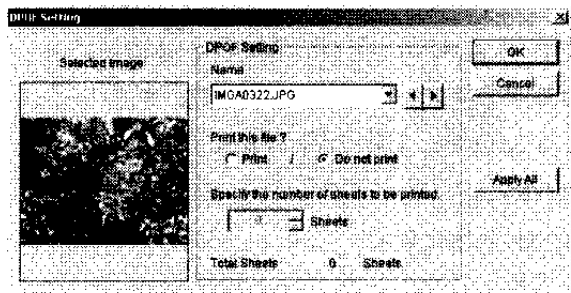 DPOF Setting
Selected Image
DPOF Setting
Name
IMGA0322.JPG
Print this file ?
Print / Do not print
Specify the number of sheets to be printed.
0 Sheets
Total Sheets 0 Sheets
OK
Cancel
Apply All